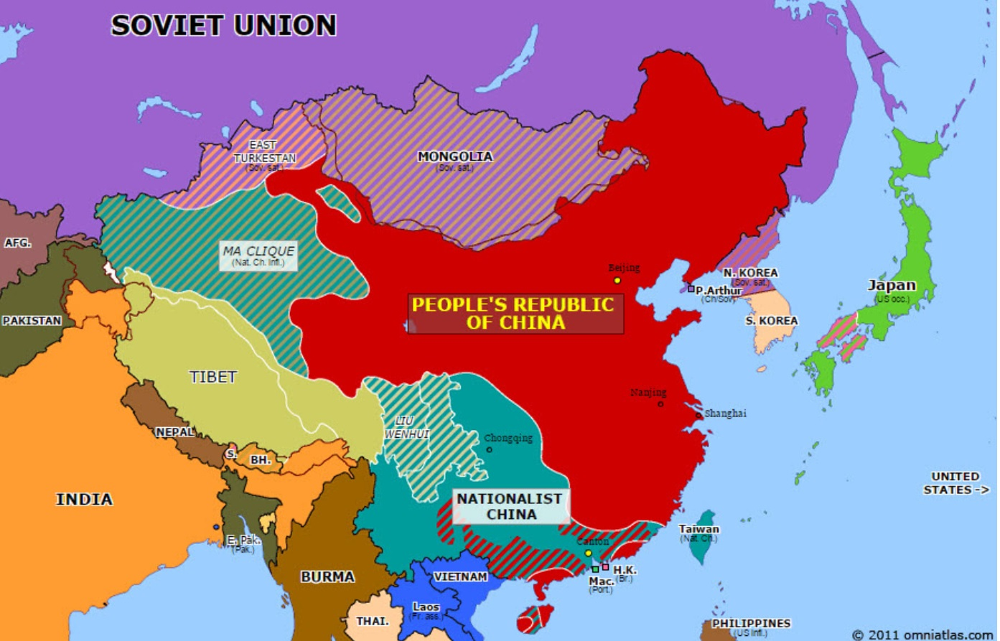 SOVIET UNION
EAST
TURKESTAN
(Sov. sat.)
MONGOLIA
(Sov. sat.)
AFG.
MA CLIQUE
(Nat. Ch. Infl.)
Beijing
N. KOREA
(Sov. sat.)
P.Arthur
(Ch/Sov)
Japan
(US occ.)
PEOPLE'S REPUBLIC
OF CHINA
PAKISTAN
S. KOREA
TIBET
Nanjing
Shanghai
LIU
WENHUI
NEPAL
Chongqing
S.
BH.
UNITED
STATES ->
INDIA
NATIONALIST
CHINA
Taiwan
(Nat. Ch.)
E. Pak.
(Pak.)
Canton
H.K.
(Br.)
Mac.
(Port.)
BURMA
VIETNAM
Laos
(Fr. ass.)
THAI.
PHILIPPINES
(US Infl.)
© 2011 omniatlas.com